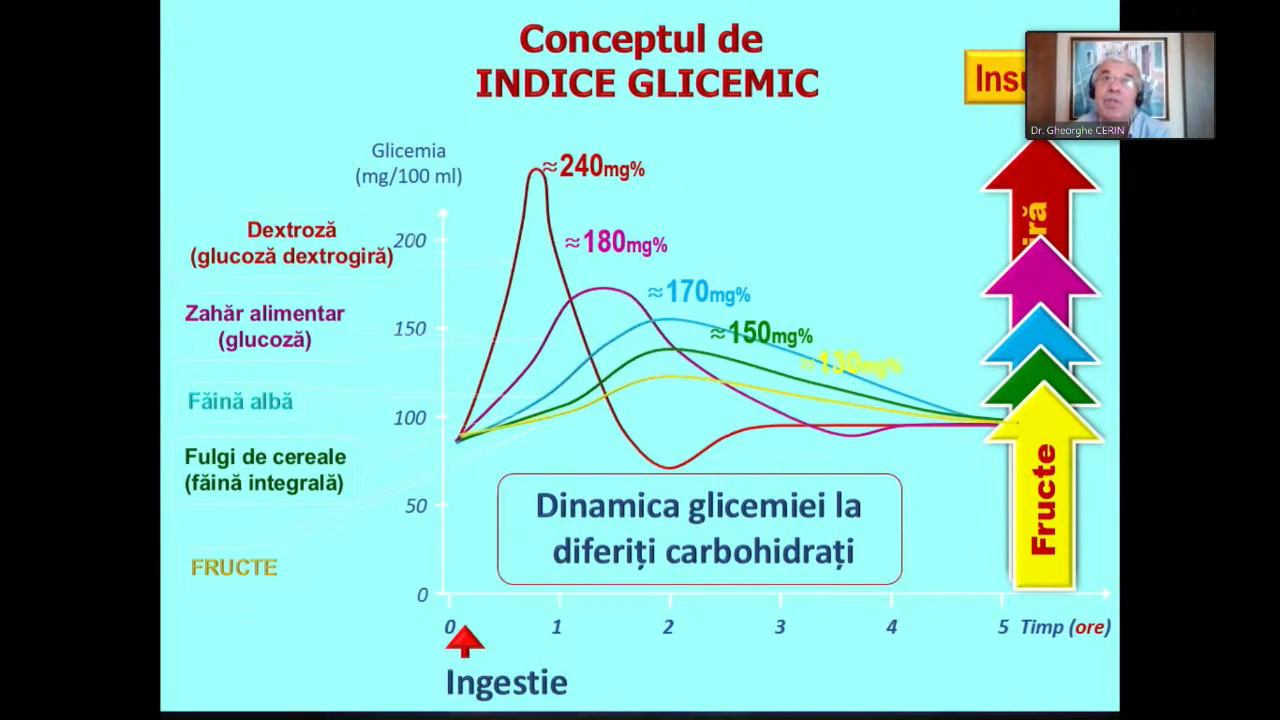 Conceptul de
INDICE GLICEMIC
Dr. Gheorghe CERIN
Glicemia
(mg/100 ml)
≈240mg%
≈180mg%
≈170mg%
≈150mg%
≈130mg%
Dextroză
(glucoză dextrogiră)
Zahăr alimentar
(glucoză)
Făină albă
Fulgi de cereale
(făină integrală)
FRUCTE
200
150
100
50
0
Dinamica glicemiei la
diferiți carbohidrați
Fructe
0 1 2 3 4 5 Timp (ore)
Ingestie